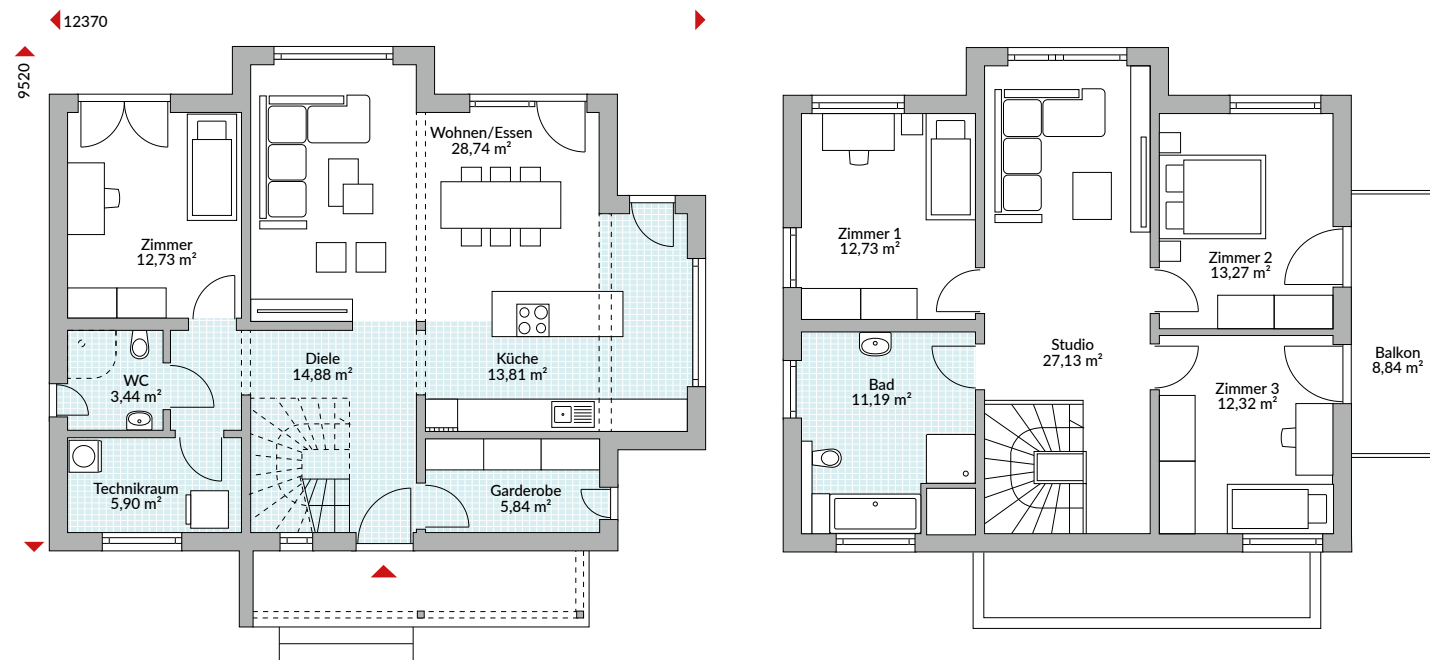 12370
9520
Wohnen/Essen
28,74 m²
Zimmer
12,73 m²
Diele
14,88 m²
Küche
13,81 m²
WC
3,44 m²
Technikraum
5,90 m²
Garderobe
5,84 m²
Zimmer 1
12,73 m²
Zimmer 2
13,27 m²
Studio
27,13 m²
Balkon
8,84 m²
Bad
11,19 m²
Zimmer 3
12,32 m²